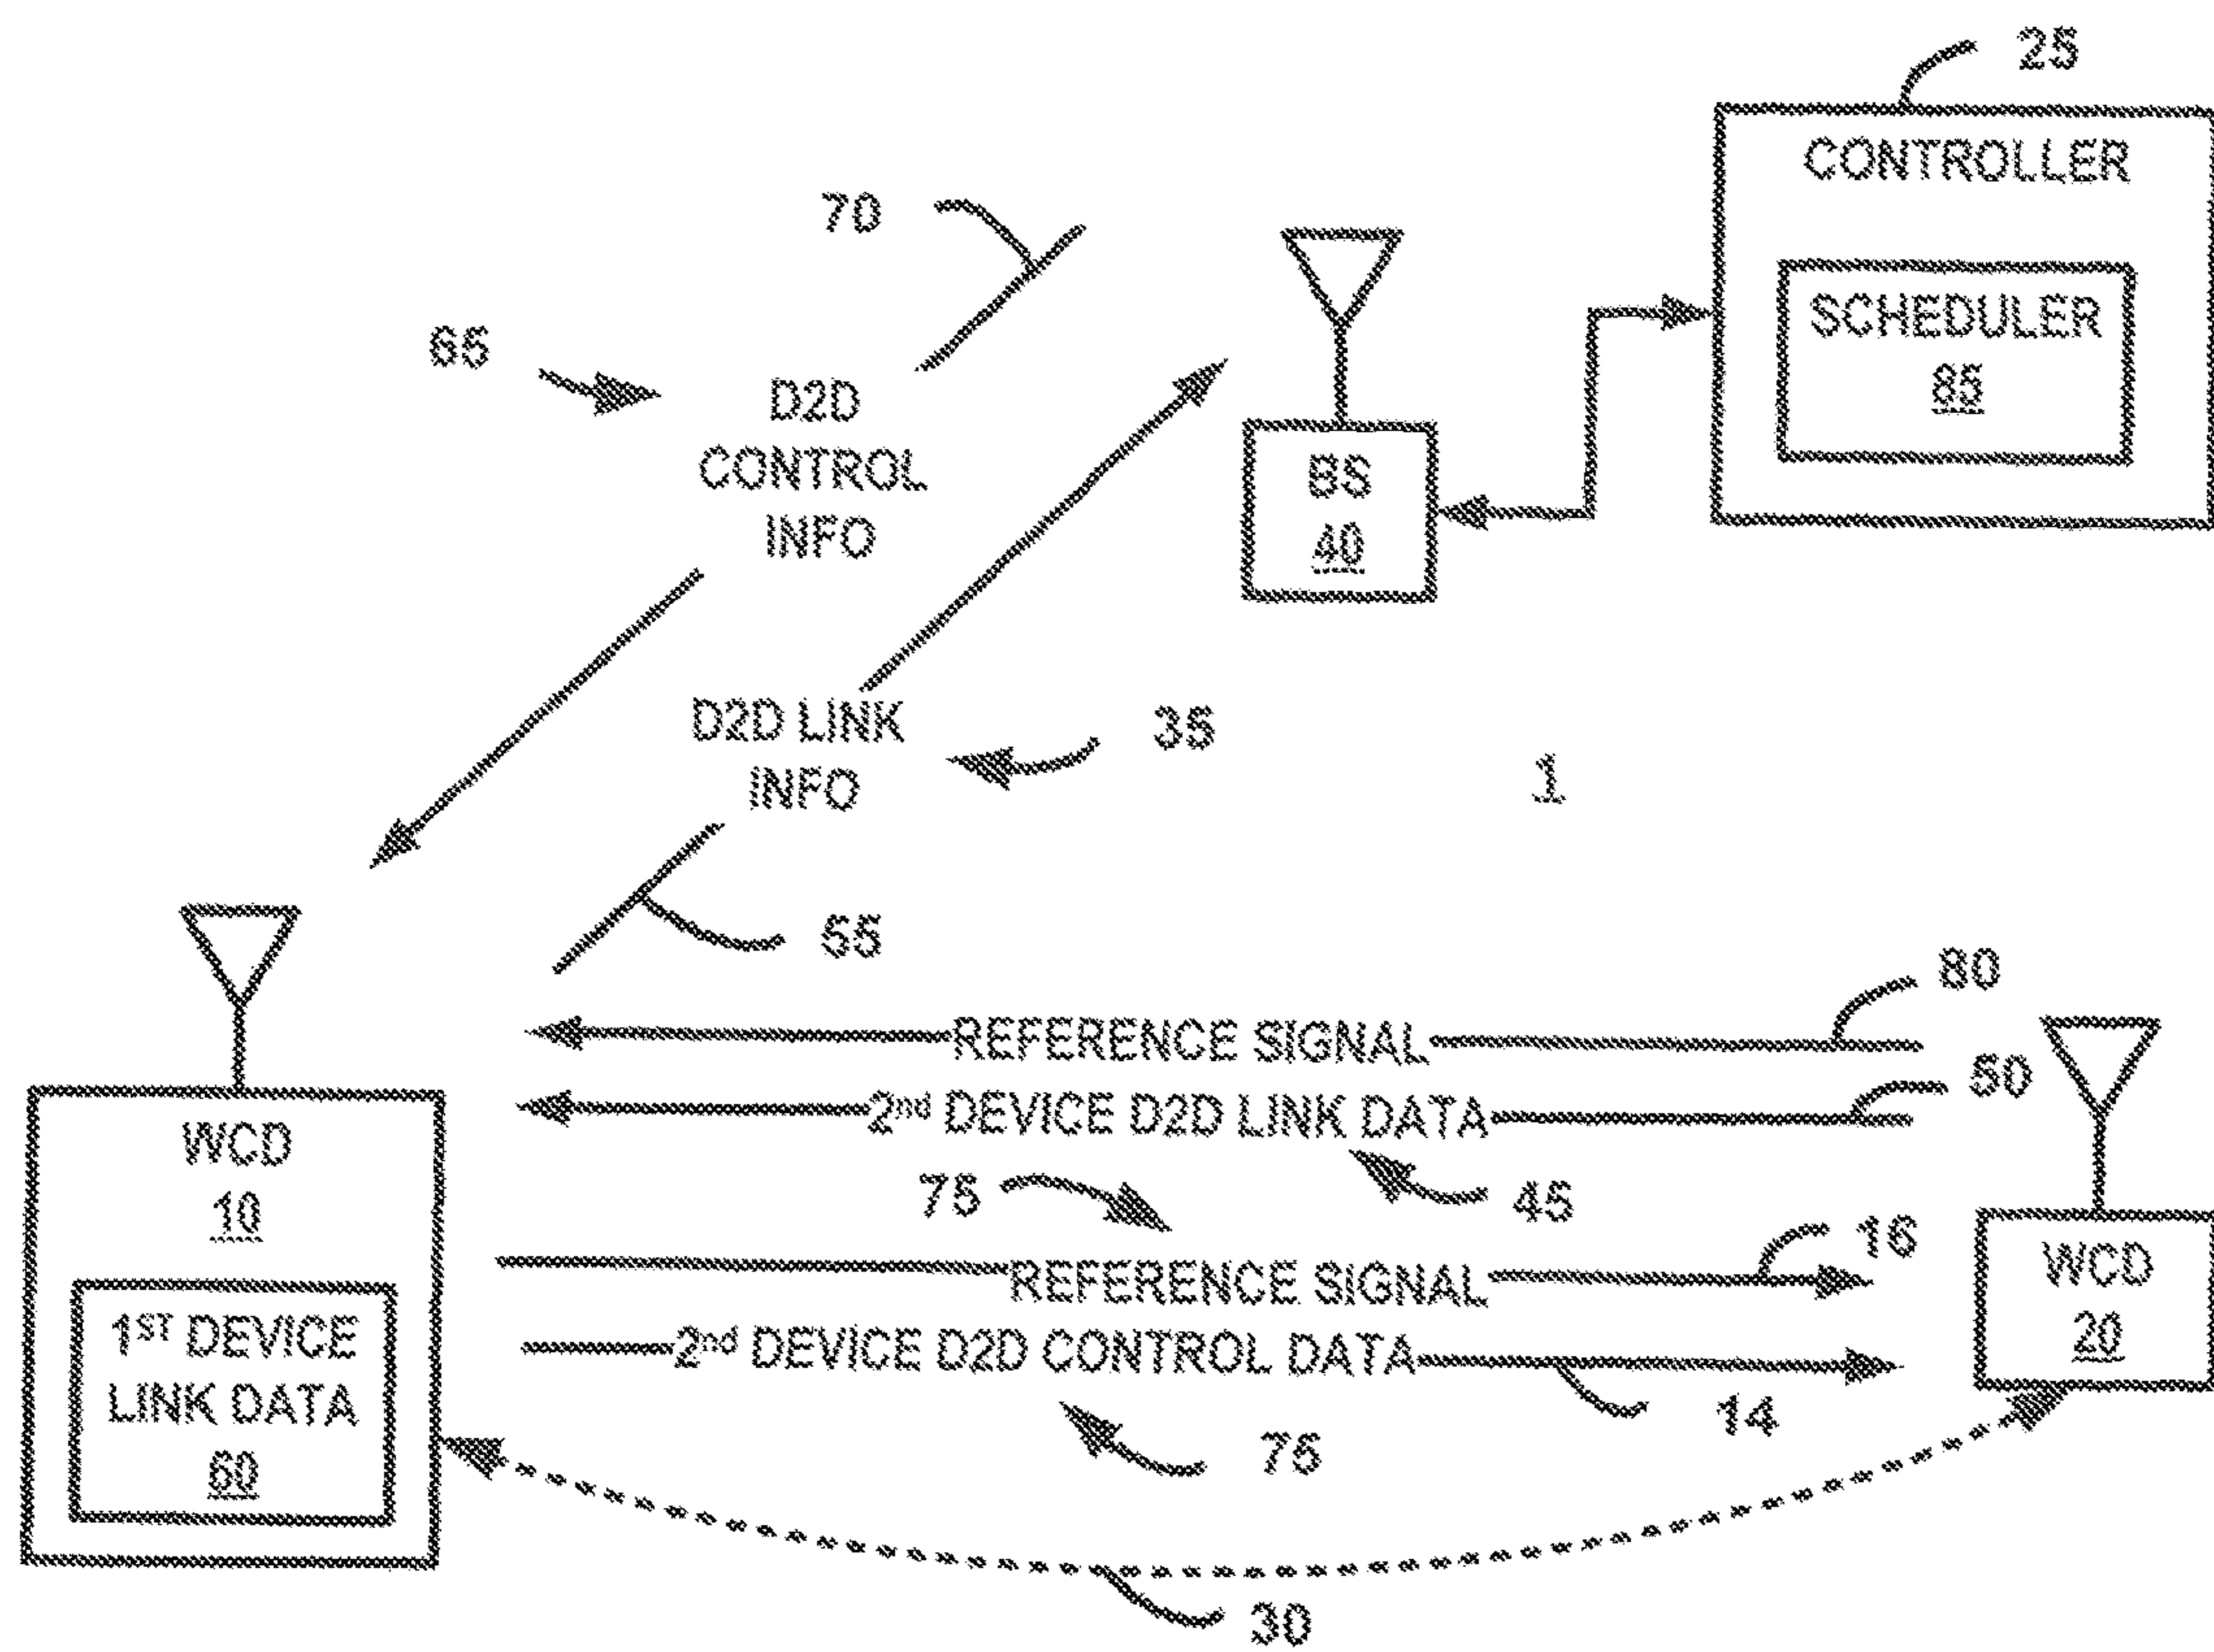 25
CONTROLLER
SCHEDULER
85
70
65
D2D
CONTROL
INFO
BS
40
D2D LINK
INFO
35
1
55
80
REFERENCE SIGNAL
50
2nd DEVICE D2D LINK DATA
WCD
10
75
45
16
REFERENCE SIGNAL
WCD
20
1ST DEVICE
LINK DATA
60
2nd DEVICE D2D CONTROL DATA
14
75
30